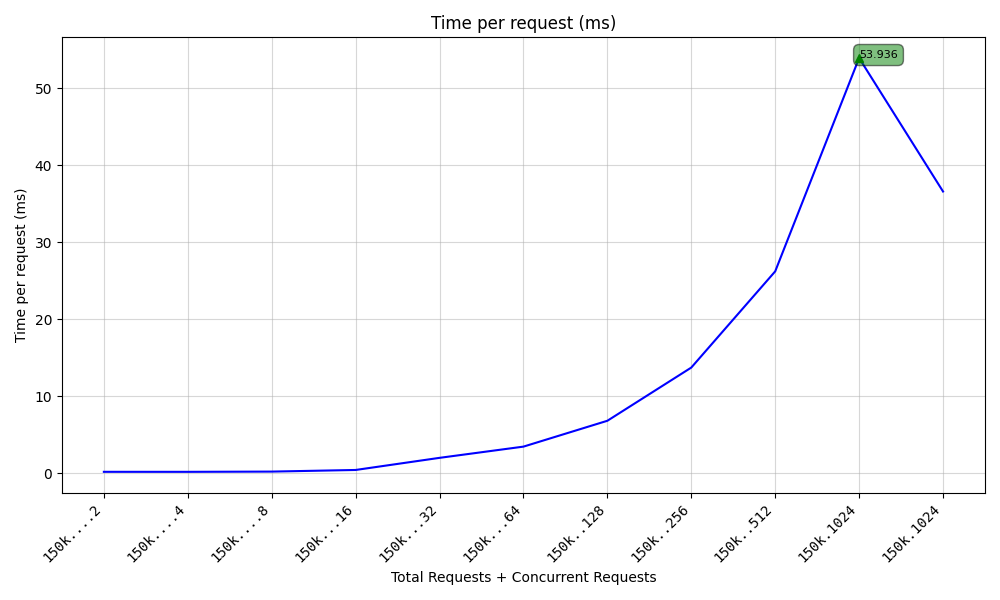 Time per request (ms)
53.936
50
40
30
20
10
0
Time per request (ms)
150k....2
150k....4
150k....8
150k...16
150k...32
150k...64
150k..128
150k..256
150k..512
150k.1024
150k.1024
Total Requests + Concurrent Requests